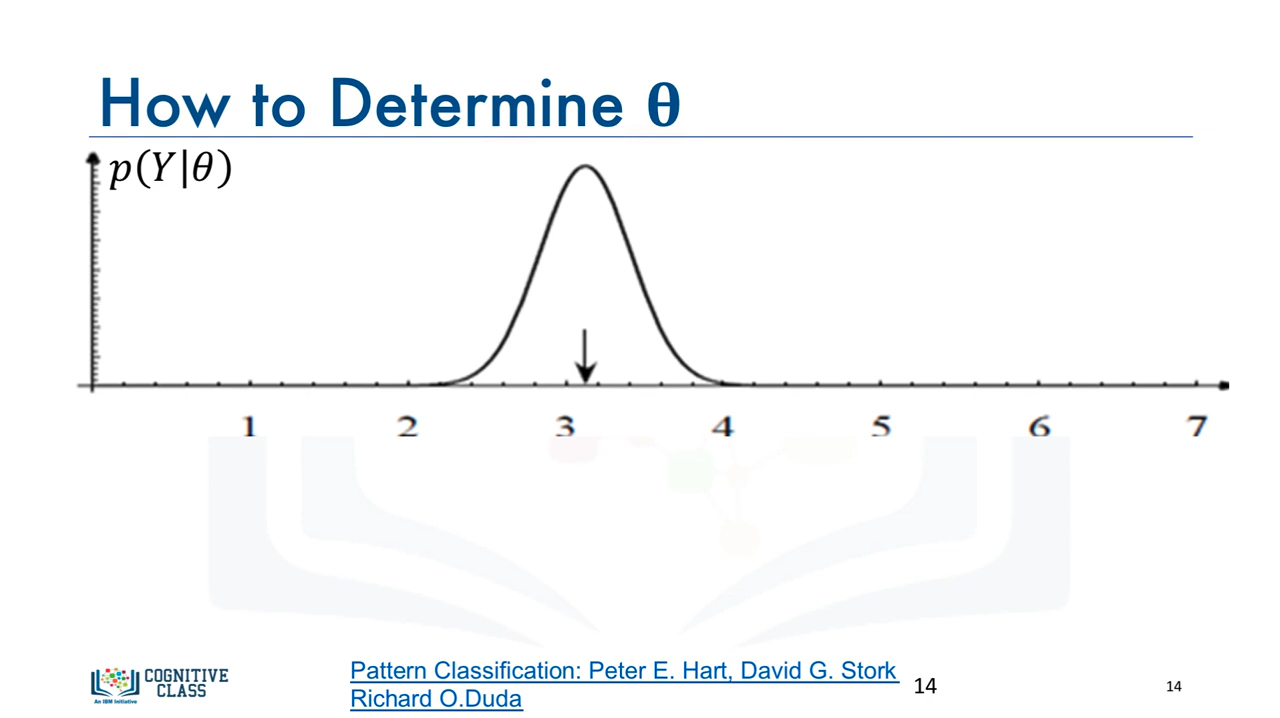 How to Determine θ
p(Y|θ)
1 2 3 4 5 6 7
COGNITIVE
CLASS
An IBM Initiative
Pattern Classification: Peter E. Hart, David G. Stork
Richard O.Duda
14
14